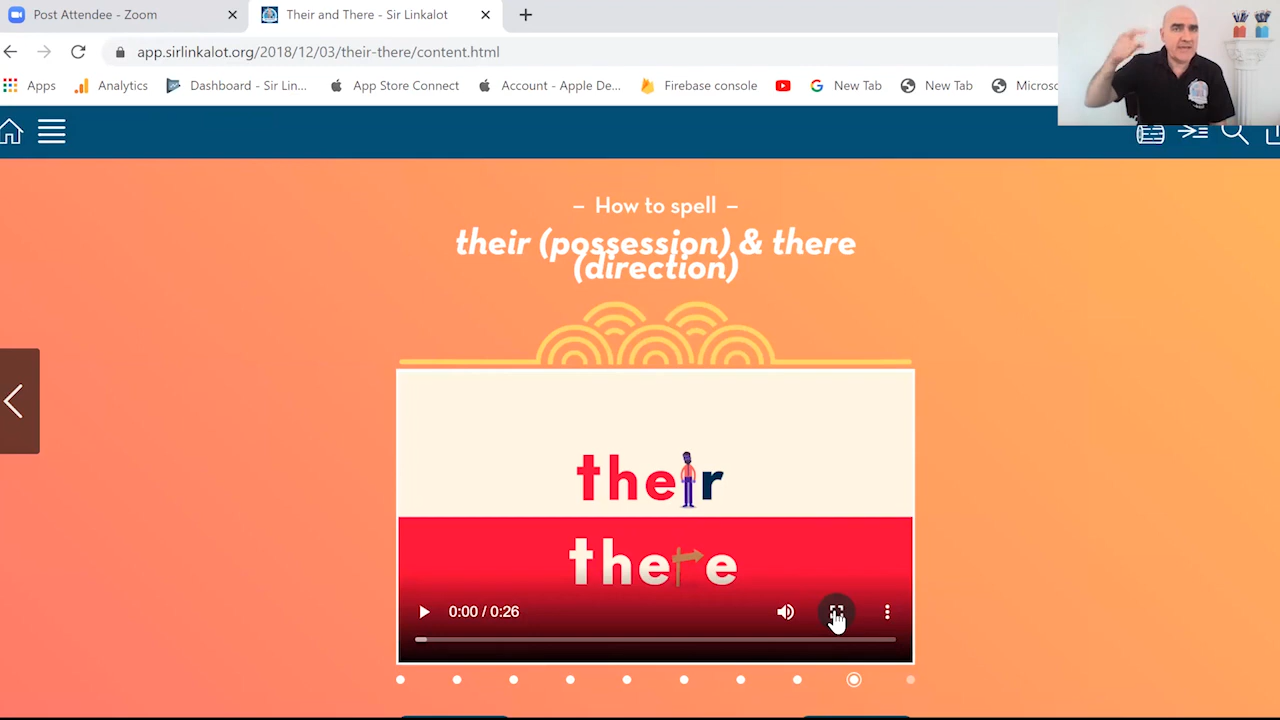 Post Attendee - Zoom
Their and There - Sir Linkalot
app.sirlinkalot.org/2018/12/03/their-there/content.html
Apps Analytics Dashboard - Sir Lin... App Store Connect Account - Apple De... Firebase console New Tab New Tab Microso
– How to spell –
their (possession) & there
(direction)
their
there
0:00 / 0:26